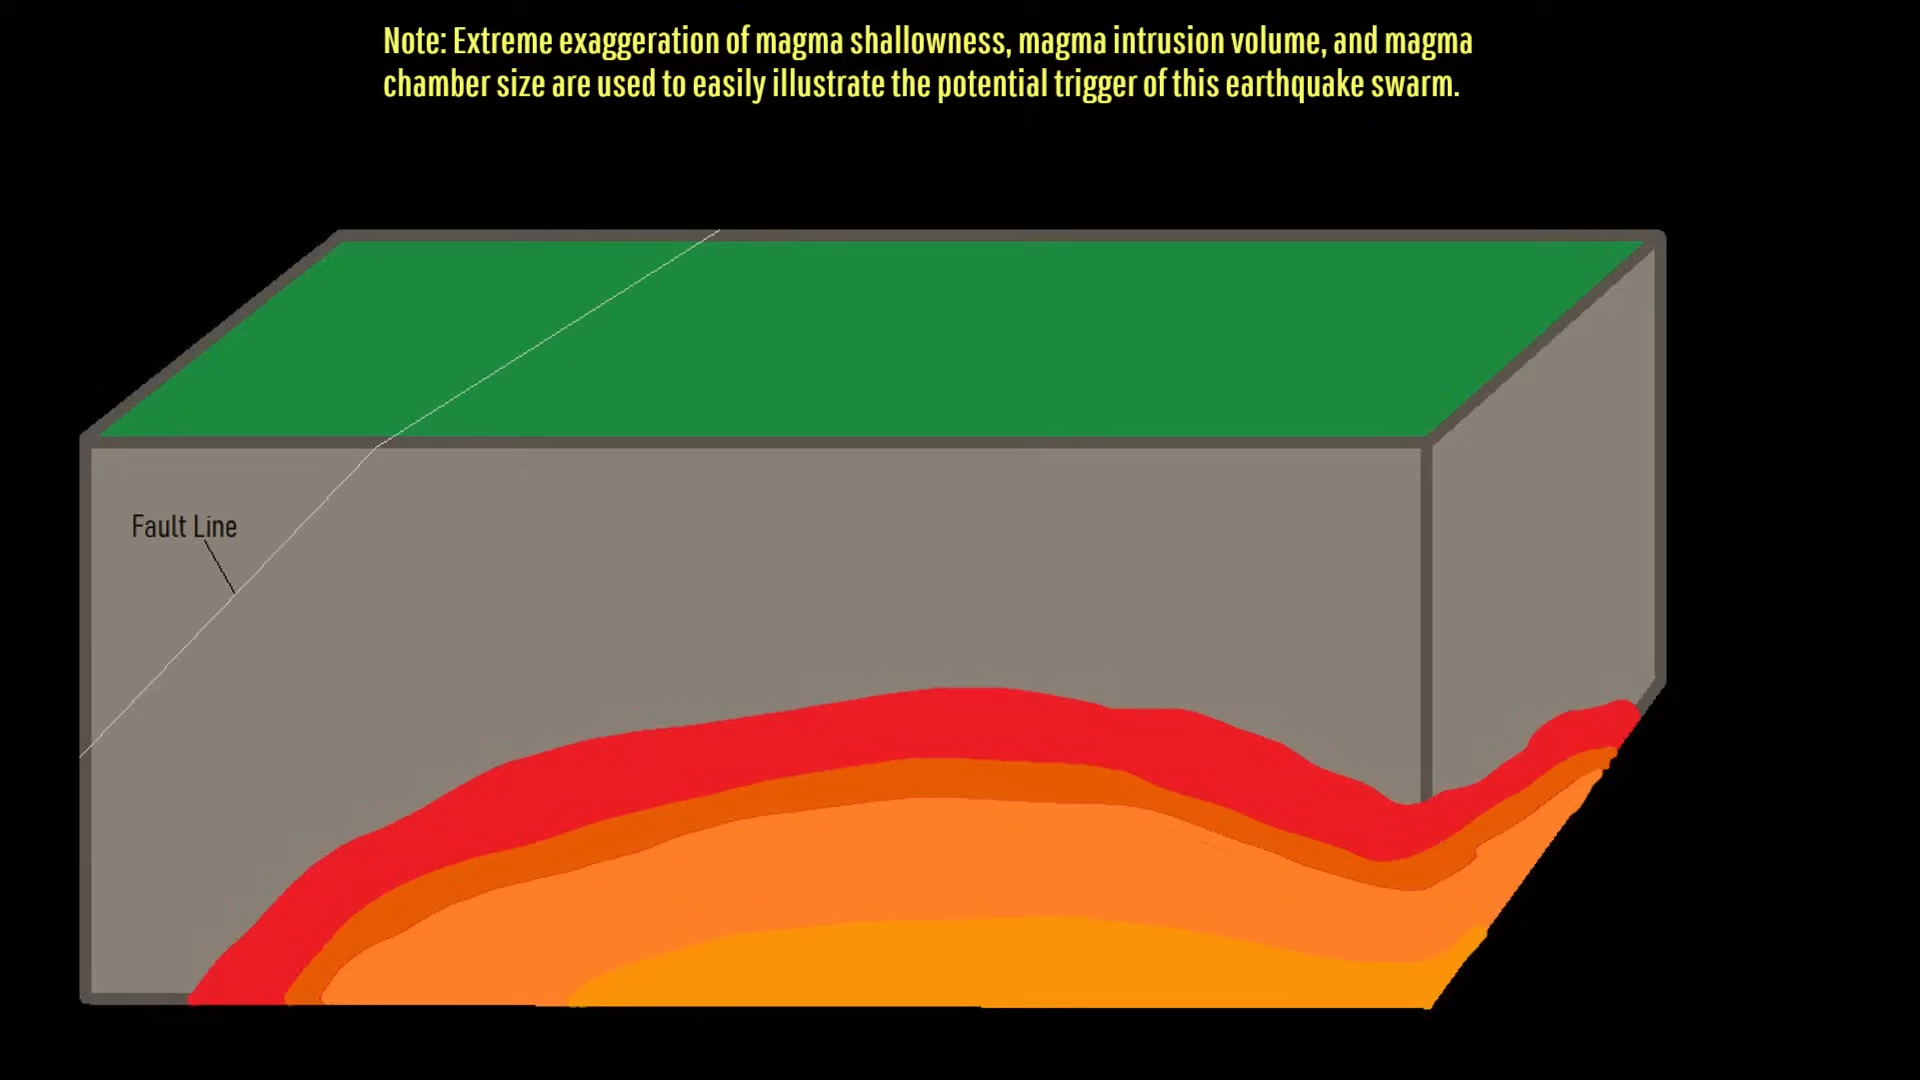 Note: Extreme exaggeration of magma shallowness, magma intrusion volume, and magma
chamber size are used to easily illustrate the potential trigger of this earthquake swarm.
Fault Line